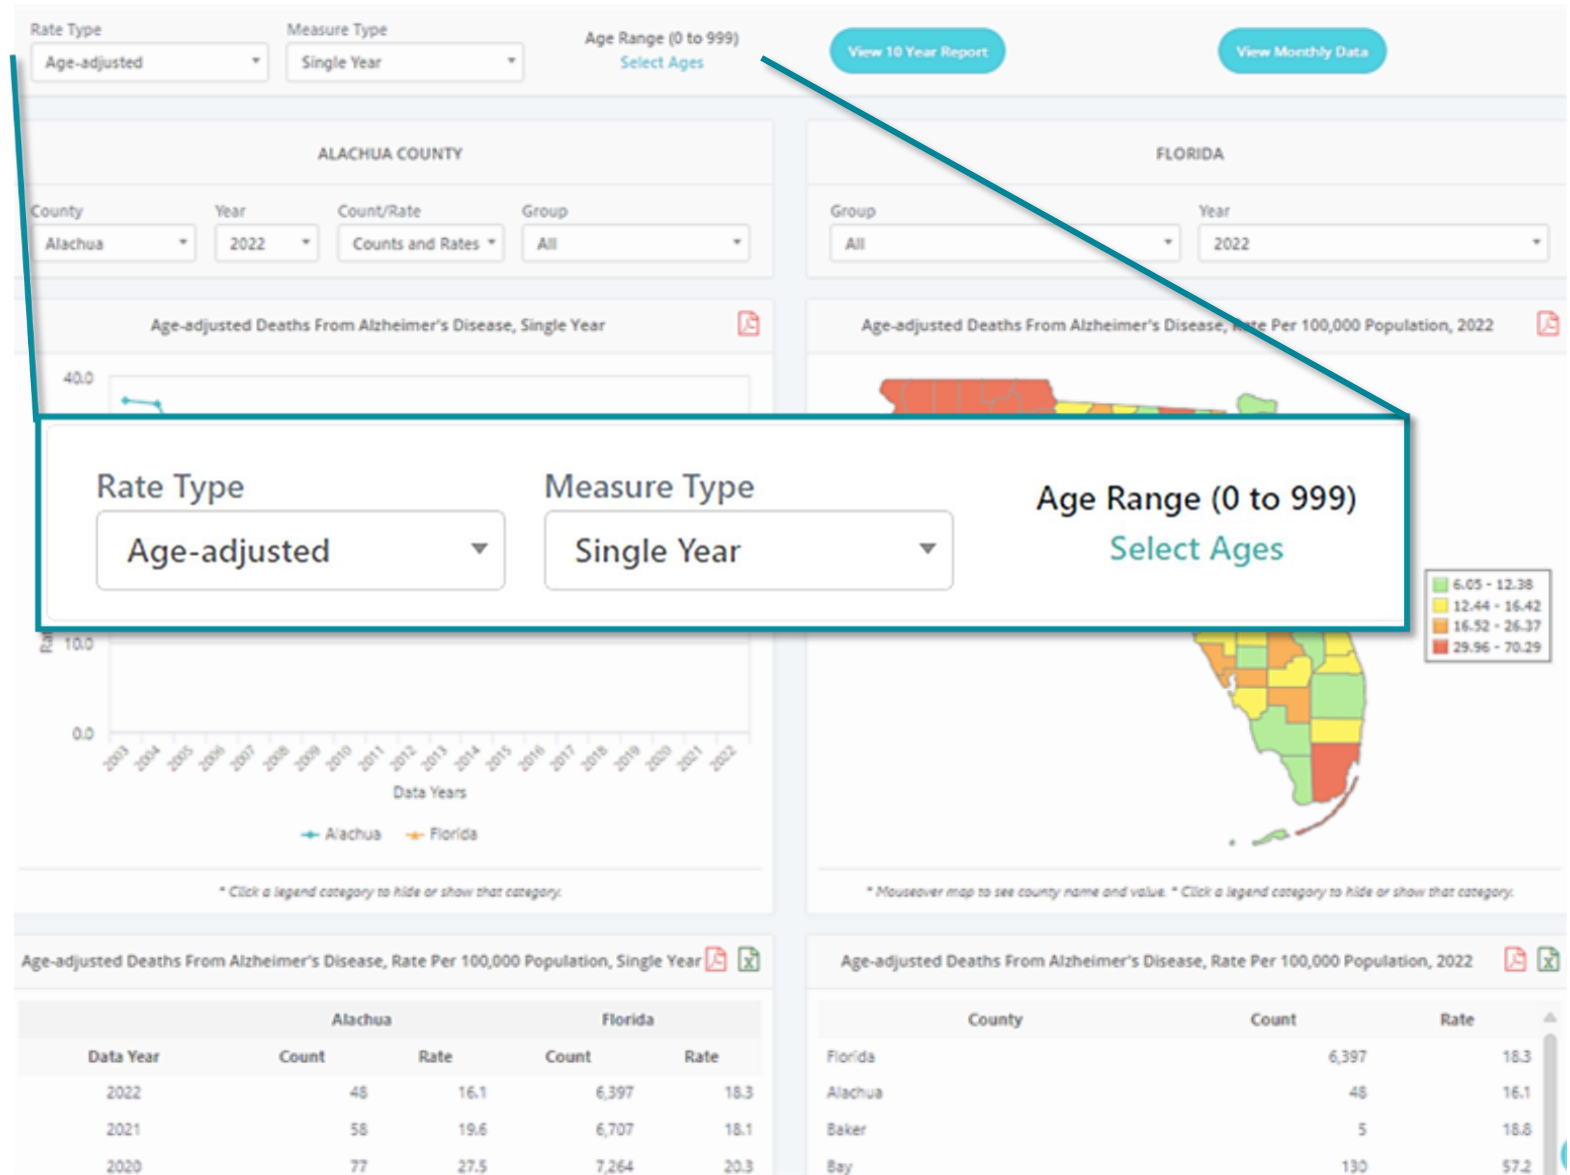 Rate Type
Measure Type
Age Range (0 to 999)
Age-adjusted
Single Year
Select Ages
View 10 Year Report
View Monthly Data
ALACHUA COUNTY
County
Year
Count/Rate
Group
Alachua
2022
Counts and Rates
All
FLORIDA
Group
Year
All
2022
Age-adjusted Deaths From Alzheimer's Disease, Single Year
40.0
Age-adjusted Deaths From Alzheimer's Disease, Rate Per 100,000 Population, 2022
Rate Type
Measure Type
Age Range (0 to 999)
Age-adjusted
Single Year
Select Ages
10.0
0.0
2003 2004 2005 2006 2007 2008 2009 2010 2011 2012 2013 2014 2015 2016 2017 2018 2019 2020 2021 2022
Data Years
Alachua Florida
* Click a legend category to hide or show that category.
6.05 - 12.38
12.44 - 16.42
16.52 - 26.37
29.96 - 70.29
* Mouseover map to see county name and value. * Click a legend category to hide or show that category.
Age-adjusted Deaths From Alzheimer's Disease, Rate Per 100,000 Population, Single Year
Alachua Florida
Data Year Count Rate Count Rate
2022 48 16.1 6,397 18.3
2021 58 19.6 6,707 18.1
2020 77 27.5 7,264 20.3
Age-adjusted Deaths From Alzheimer's Disease, Rate Per 100,000 Population, 2022
County Count Rate
Florida 6,397 18.3
Alachua 48 16.1
Baker 5 18.8
Bay 130 57.2